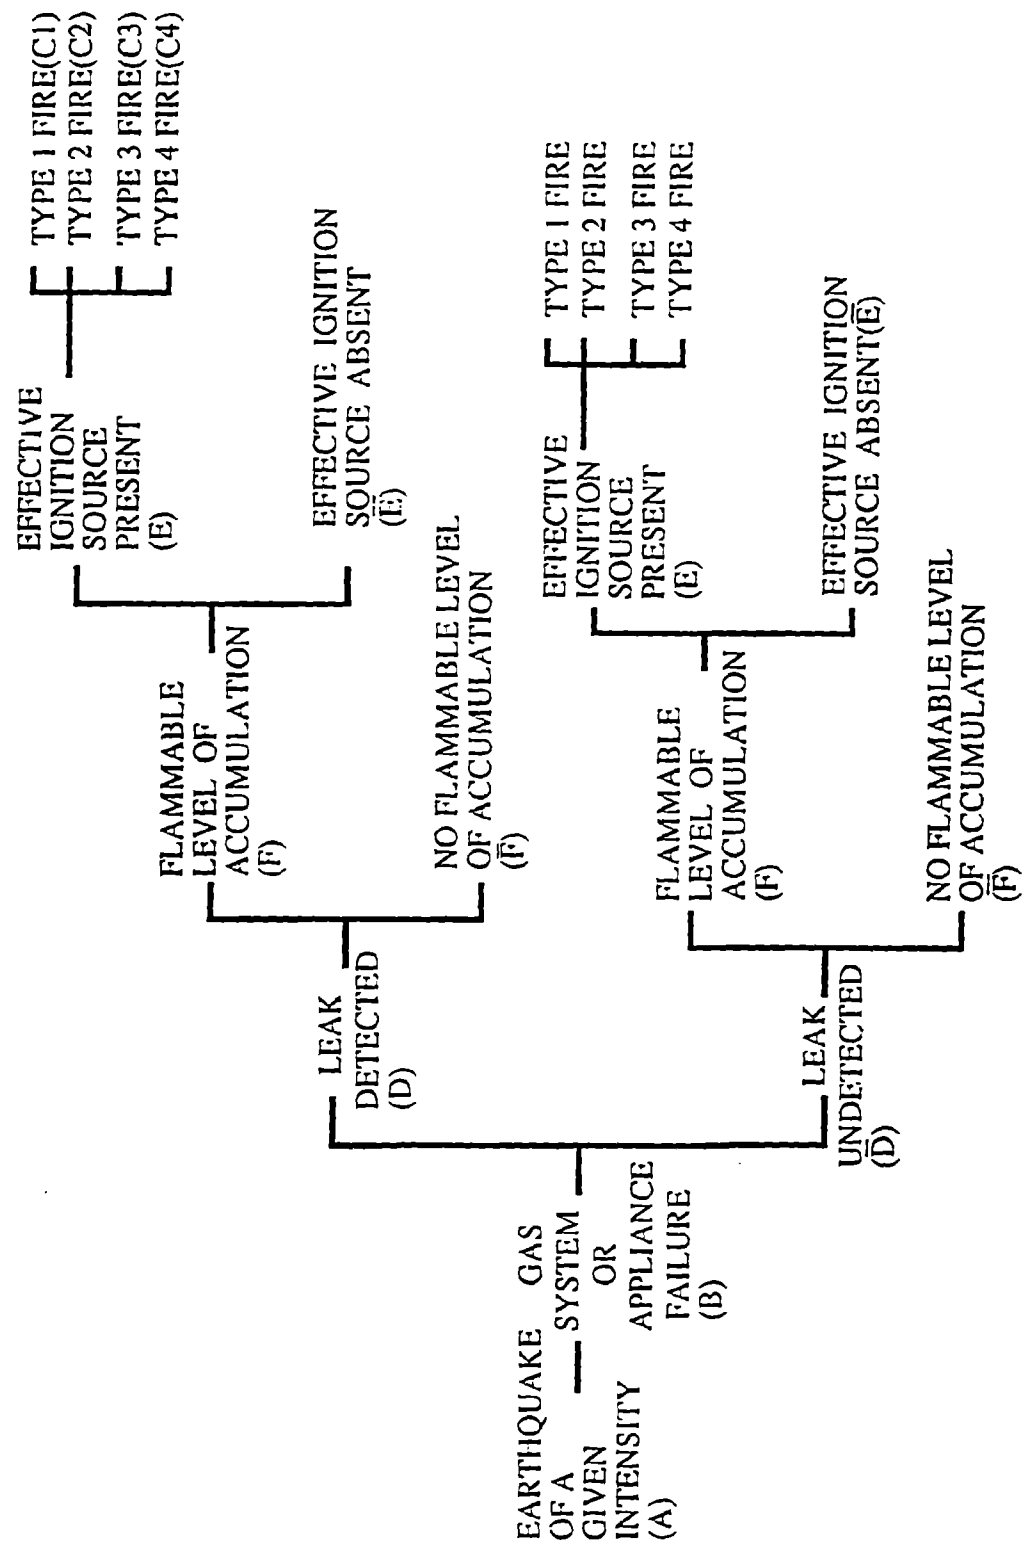 EARTHQUAKE
OF A
GIVEN
INTENSITY
(A)
GAS
SYSTEM
OR
APPLIANCE
FAILURE
(B)
LEAK
DETECTED
(D)
FLAMMABLE
LEVEL OF
ACCUMULATION
(F)
EFFECTIVE
IGNITION
SOURCE
PRESENT
(E)
TYPE 1 FIRE(C1)
TYPE 2 FIRE(C2)
TYPE 3 FIRE(C3)
TYPE 4 FIRE(C4)
EFFECTIVE IGNITION
SOURCE ABSENT
(E̅)
NO FLAMMABLE LEVEL
OF ACCUMULATION
(F̅)
LEAK
UNDETECTED
(D̅)
FLAMMABLE
LEVEL OF
ACCUMULATION
(F)
EFFECTIVE
IGNITION
SOURCE
PRESENT
(E)
TYPE 1 FIRE
TYPE 2 FIRE
TYPE 3 FIRE
TYPE 4 FIRE
EFFECTIVE IGNITION
SOURCE ABSENT(E̅)
NO FLAMMABLE LEVEL
OF ACCUMULATION
(F̅)